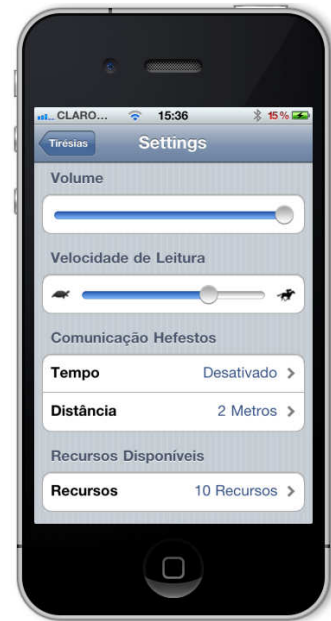 CLARO... 15:36 15%
Tirésias Settings
Volume
Velocidade de Leitura
Comunicação Hefestos
Tempo Desativado
Distância 2 Metros
Recursos Disponíveis
Recursos 10 Recursos